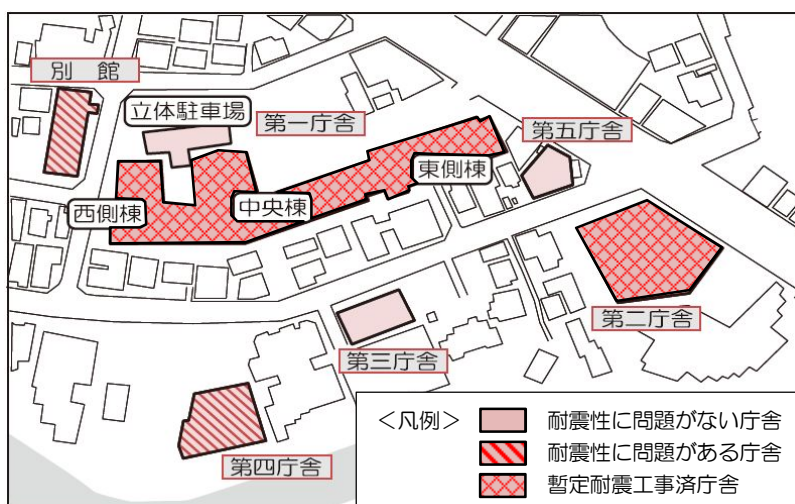 別 館
立体駐車場
第一庁舎
第五庁舎
東側棟
西側棟
中央棟
第二庁舎
第三庁舎
第四庁舎
＜凡例＞
耐震性に問題がない庁舎
耐震性に問題がある庁舎
暫定耐震工事済庁舎